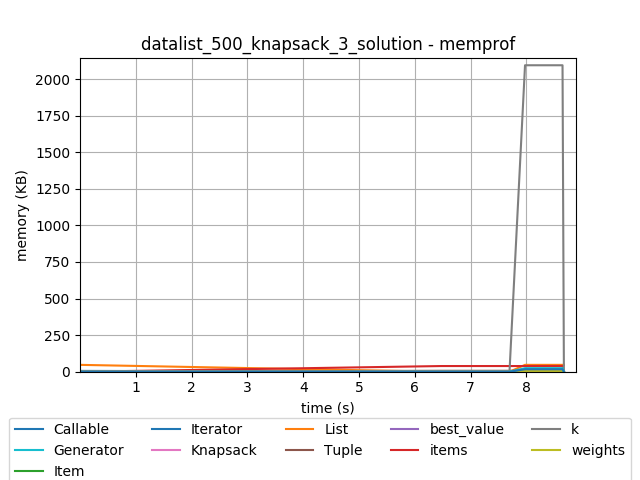 datalist_500_knapsack_3_solution - memprof
memory (KB)
2000
1750
1500
1250
1000
750
500
250
0
1 2 3 4 5 6 7 8
time (s)
Callable Iterator List best_value k
Generator Knapsack Tuple items weights
Item